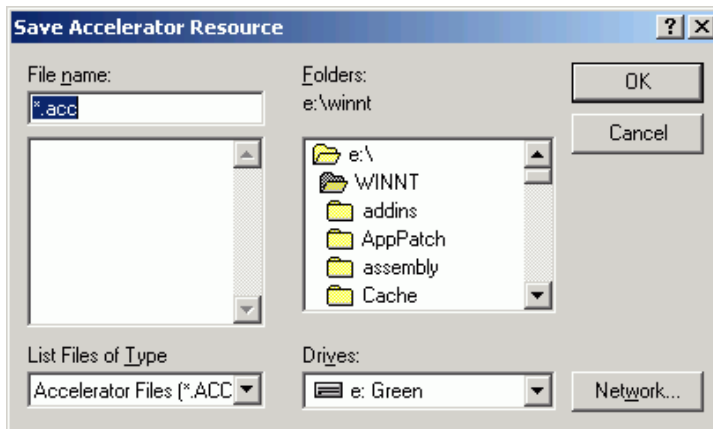 Save Accelerator Resource
File name:
*.acc
Folders:
e:\winnt
e:\
WINNT
addins
AppPatch
assembly
Cache
OK
Cancel
List Files of Type
Accelerator Files (*.ACC
Drives:
e: Green
Network...